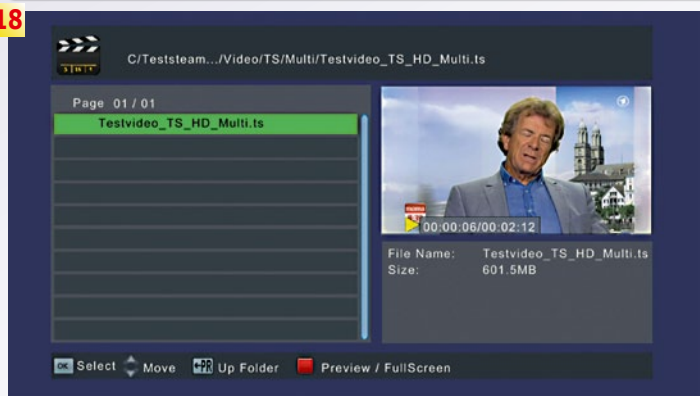 18
C/Teststeam.../Video/TS/Multi/Testvideo_TS_HD_Multi.ts
Page 01 / 01
Testvideo_TS_HD_Multi.ts
00:00:06/00:02:12
File Name: Testvideo_TS_HD_Multi.ts
Size: 601.5MB
OK Select Move PR Up Folder Preview / FullScreen